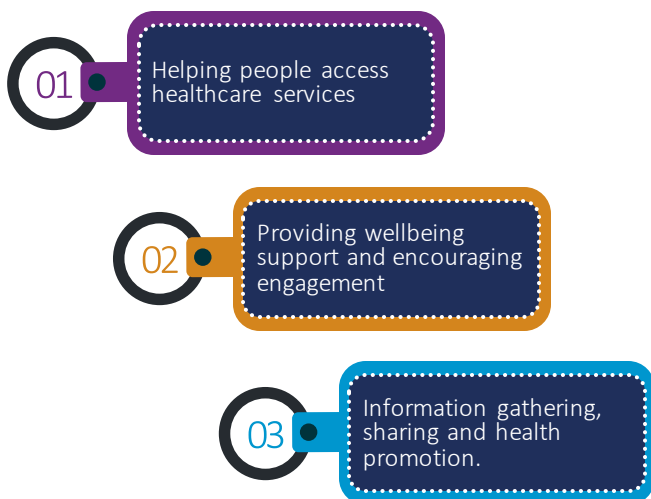 01
Helping people access
healthcare services
02
Providing wellbeing
support and encouraging
engagement
03
Information gathering,
sharing and health
promotion.